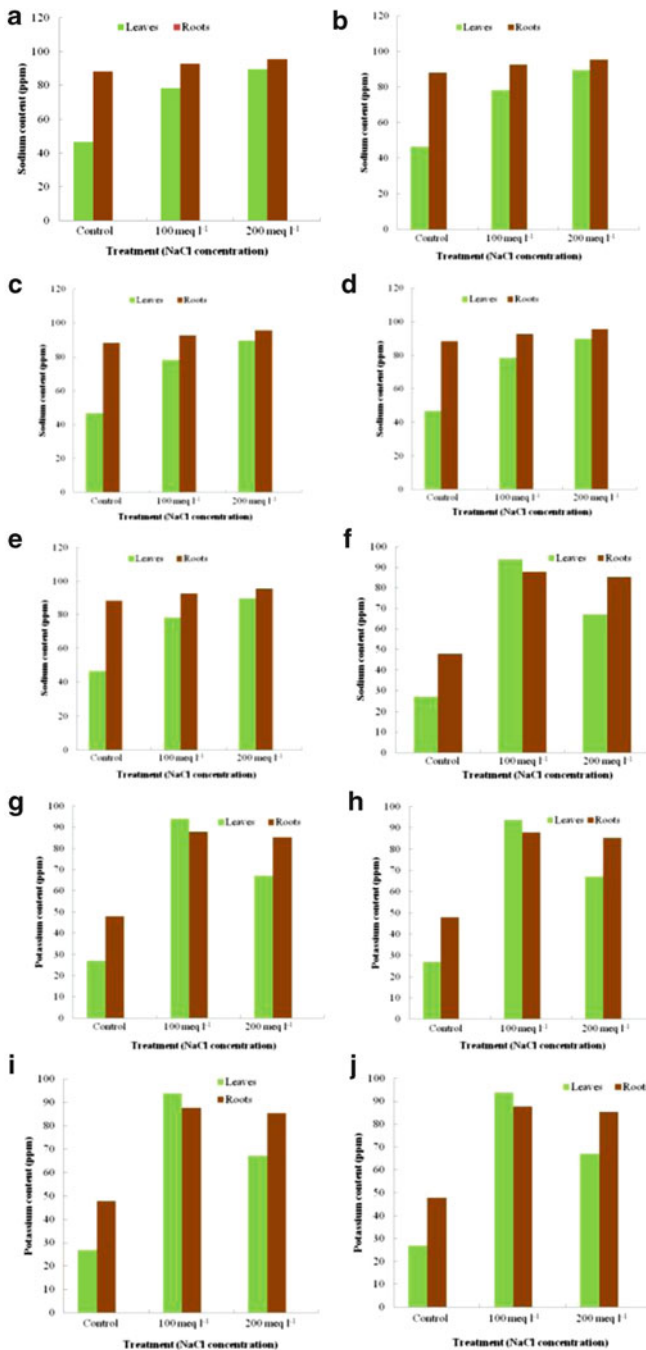 a
Leaves Roots
Sodium content (ppm)
120
100
80
60
40
20
0
Control 100 meq l-1 200 meq l-1
Treatment (NaCl concentration)
b
Leaves Roots
Sodium content (ppm)
120
100
80
60
40
20
0
Control 100 meq l-1 200 meq l-1
Treatment (NaCl concentration)
c
Leaves Roots
Sodium content (ppm)
120
100
80
60
40
20
0
Control 100 meq l-1 200 meq l-1
Treatment (NaCl concentration)
d
Leaves Roots
Sodium content (ppm)
120
100
80
60
40
20
0
Control 100 meq l-1 200 meq l-1
Treatment (NaCl concentration)
e
Leaves Roots
Sodium content (ppm)
120
100
80
60
40
20
0
Control 100 meq l-1 200 meq l-1
Treatment (NaCl concentration)
f
Leaves Roots
Sodium content (ppm)
100
90
80
70
60
50
40
30
20
10
0
Control 100 meq l-1 200 meq l-1
Treatment (NaCl concentration)
g
Leaves Roots
Potassium content (ppm)
100
90
80
70
60
50
40
30
20
10
0
Control 100 meq l-1 200 meq l-1
Treatment (NaCl concentration)
h
Leaves Roots
Potassium content (ppm)
100
90
80
70
60
50
40
30
20
10
0
Control 100 meq l-1 200 meq l-1
Treatment (NaCl concentration)
i
Leaves
Roots
Potassium content (ppm)
100
90
80
70
60
50
40
30
20
10
0
Control 100 meq l-1 200 meq l-1
Treatment (NaCl concentration)
j
Leaves Roots
Potassium content (ppm)
100
90
80
70
60
50
40
30
20
10
0
Control 100 meq l-1 200 meq l-1
Treatment (NaCl concentration)